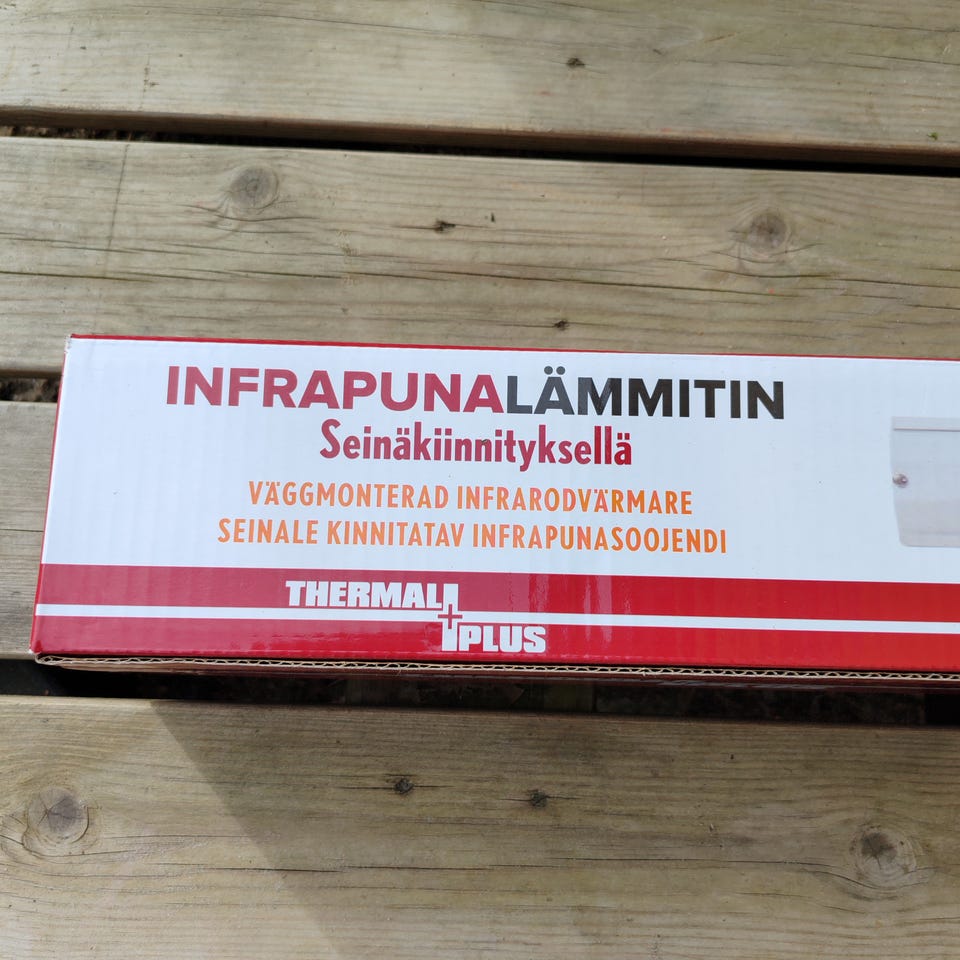 INFRAPUNALÄMMITIN
Seinäkiinnityksellä
VÄGGMONTERAD INFRARODVÄRMARE
SEINALE KINNITATAV INFRAPUNASOOJENDI
THERMAL
PLUS